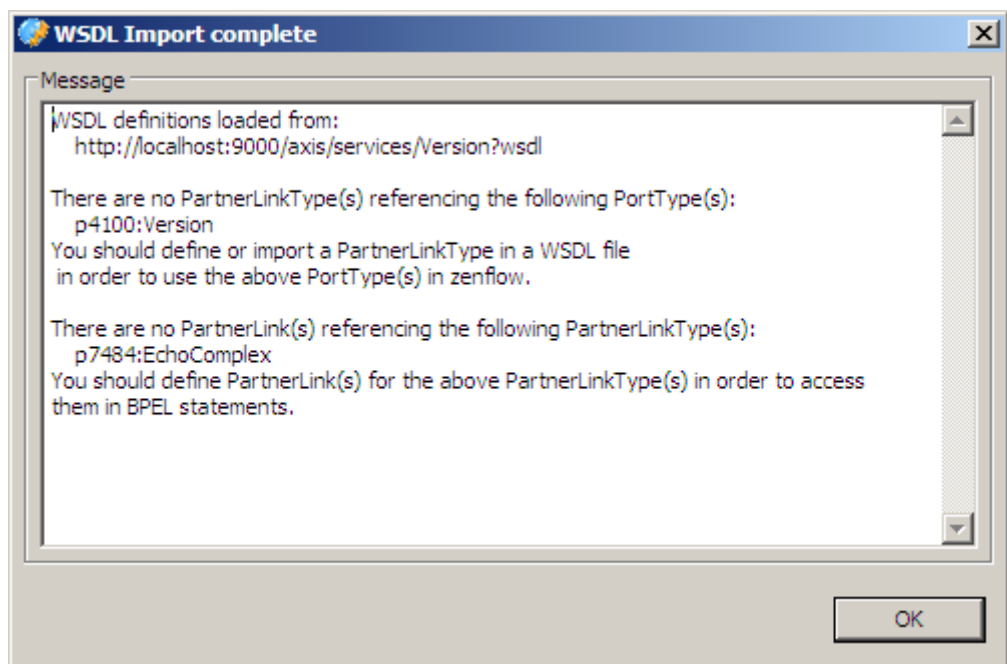 WSDL Import complete
Message
WSDL definitions loaded from:
http://localhost:9000/axis/services/Version?wsdl
There are no PartnerLinkType(s) referencing the following PortType(s):
p4100:Version
You should define or import a PartnerLinkType in a WSDL file
in order to use the above PortType(s) in zenflow.
There are no PartnerLink(s) referencing the following PartnerLinkType(s):
p7484:EchoComplex
You should define PartnerLink(s) for the above PartnerLinkType(s) in order to access
them in BPEL statements.
OK